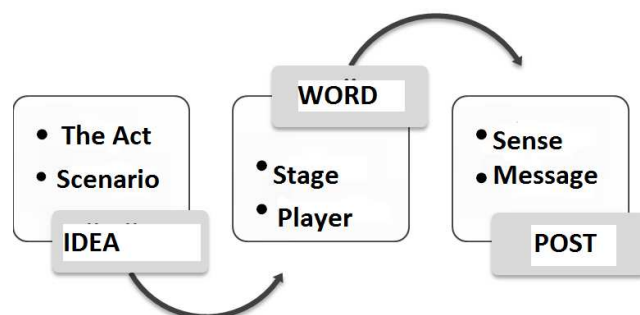 The Act
Scenario
IDEA
WORD
Stage
Player
Sense
Message
POST